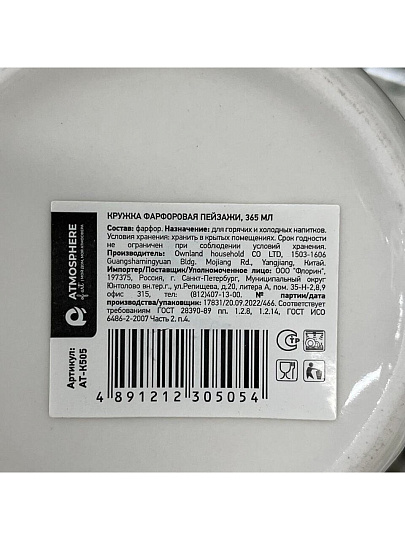 ATMOSPHERE
of art
Артикул:
AT-K505
КРУЖКА ФАРФОРОВАЯ ПЕЙЗАЖИ, 365 МЛ
Состав: фарфор. Назначение: для горячих и холодных напитков.
Условия хранения: хранить в крытых помещениях. Срок годности
не ограничен при соблюдении условий хранения.
Производитель: Ownland household CO LTD, 1503-1606
Guangshamingyuan Bldg. Mojiang Rd., Yangjiang, Китай.
Импортер/Поставщик/Уполномоченное лицо: ООО "Флорин",
197375, Россия, г. Санкт-Петербург, Муниципальный округ
Юнтолово вн.тер.г., ул.Репищева, д.20, литера А, пом. 35-Н-2,8,9
офис 315, тел: (812)407-13-00. № партии/дата
производства/упаковки: 17831/20.09.2022/466. Соответствует
требованиям ГОСТ 28390-89 пп. 1.2.8, 1.2.14, ГОСТ ИСО
6486-2-2007 Часть 2, п.4.
СТР
4 891212 305054